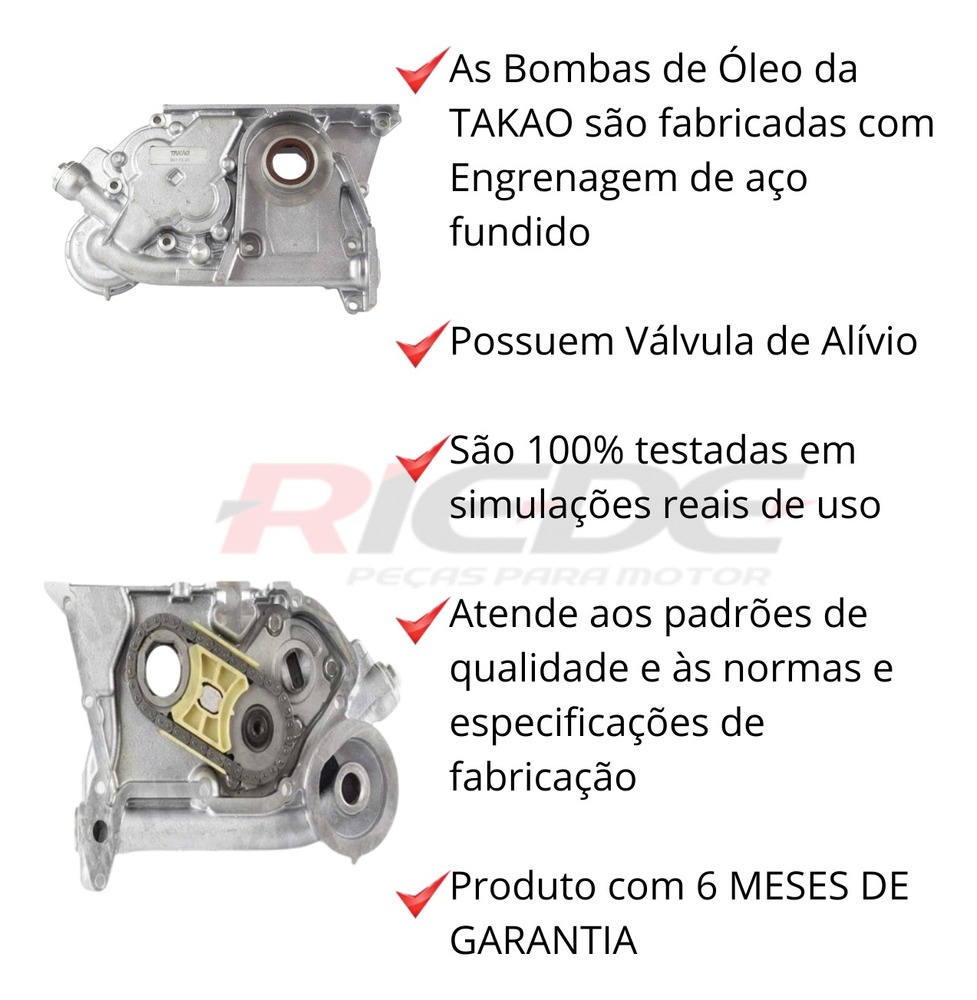 As Bombas de Óleo da
TAKAO são fabricadas com
Engrenagem de aço
fundido
TAKAO
Possuem Válvula de Alívio
São 100% testadas em
simulações reais de uso
PEÇAS PARA MOTOR
Atende aos padrões de
qualidade e às normas e
especificações de
fabricação
Produto com 6 MESES DE
GARANTIA